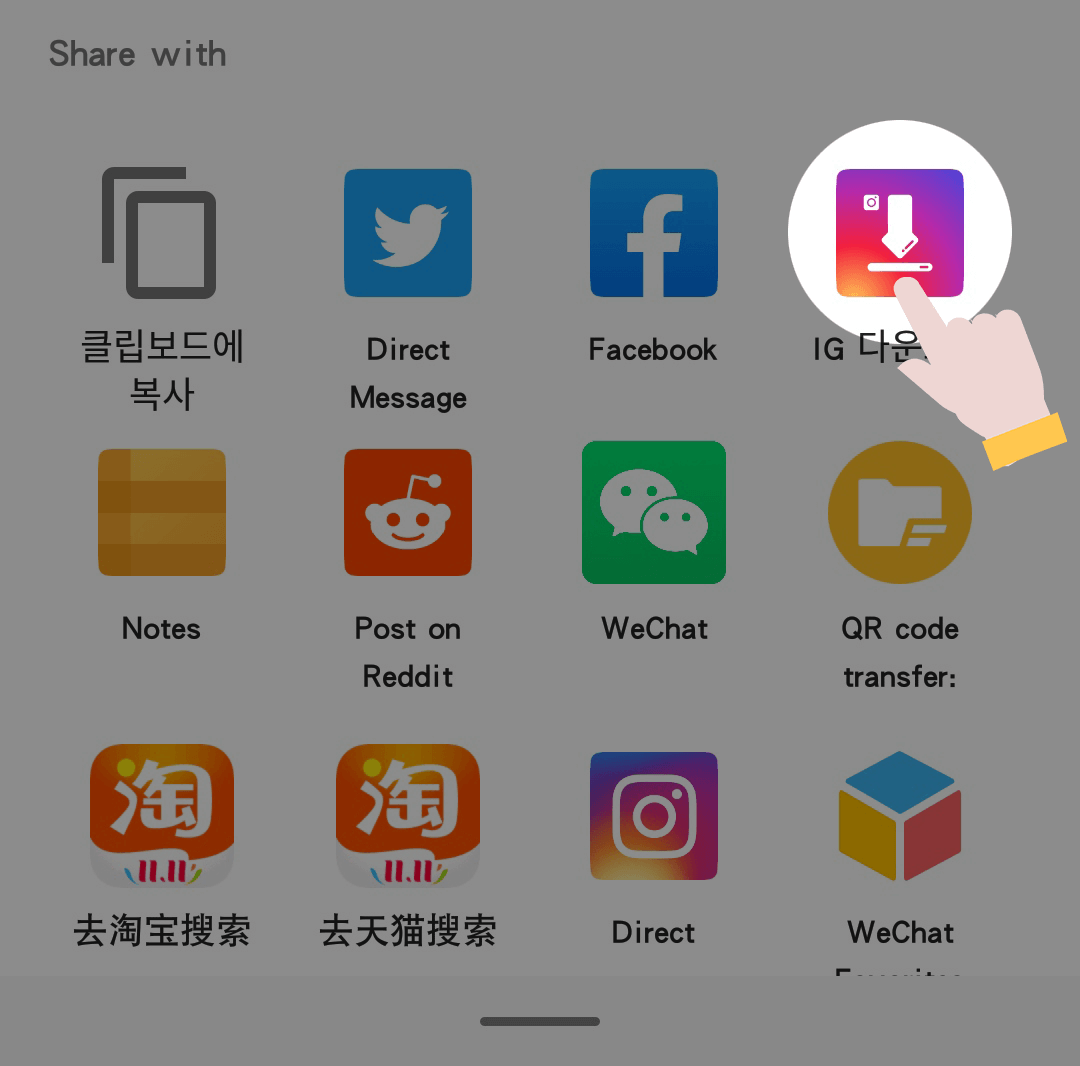 Share with
클립보드에
복사
Direct
Message
Facebook
IG 다운
Notes
Post on
Reddit
WeChat
QR code
transfer:
淘
11.11
去淘宝搜索
淘
11.11
去天猫搜索
Direct
WeChat